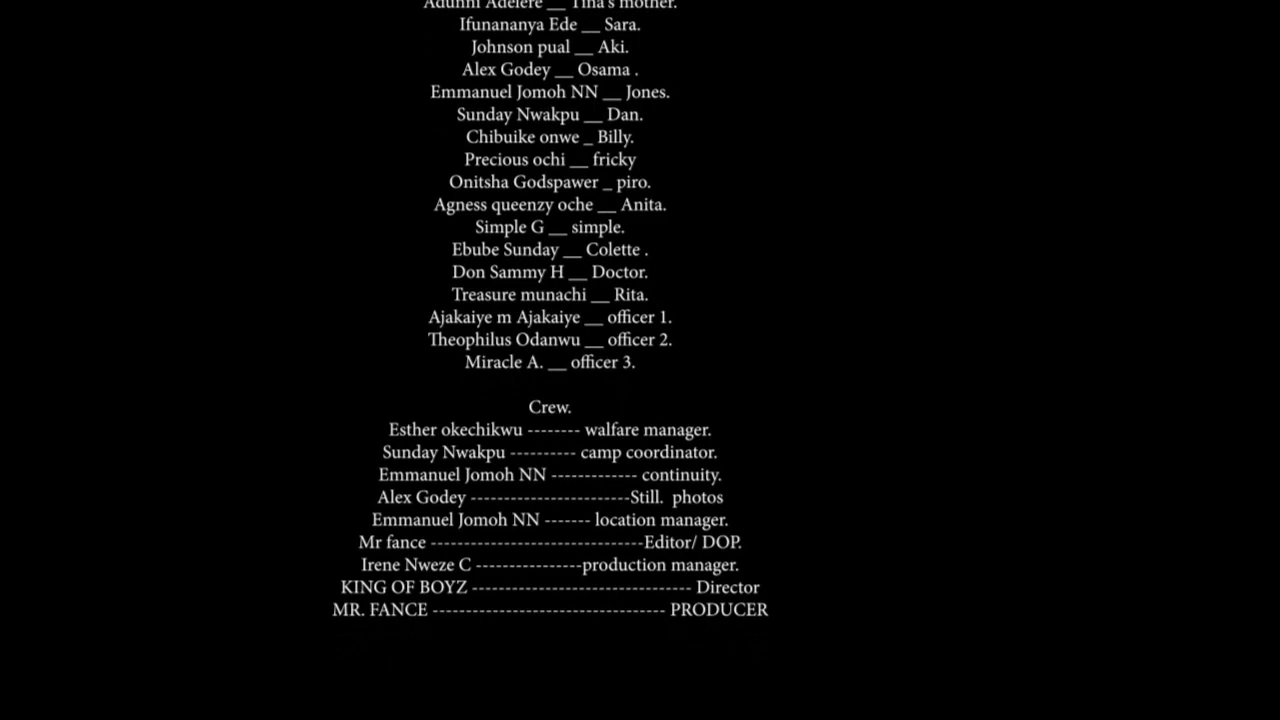 Adunni Adelere __ Tina's mother.
Ifunananya Ede __ Sara.
Johnson pual __ Aki.
Alex Godey __ Osama .
Emmanuel Jomoh NN __ Jones.
Sunday Nwakpu __ Dan.
Chibuike onwe _ Billy.
Precious ochi __ fricky
Onitsha Godspawer _ piro.
Agness queenzy oche __ Anita.
Simple G __ simple.
Ebube Sunday __ Colette .
Don Sammy H __ Doctor.
Treasure munachi __ Rita.
Ajakaiye m Ajakaiye __ officer 1.
Theophilus Odanwu __ officer 2.
Miracle A. __ officer 3.
Crew.
Esther okechikwu -------- walfare manager.
Sunday Nwakpu ---------- camp coordinator.
Emmanuel Jomoh NN ------------- continuity.
Alex Godey ------------------------Still.  photos
Emmanuel Jomoh NN ------- location manager.
Mr fance --------------------------------Editor/ DOP.
Irene Nweze C ----------------production manager.
KING OF BOYZ --------------------------------- Director
MR. FANCE ----------------------------------- PRODUCER